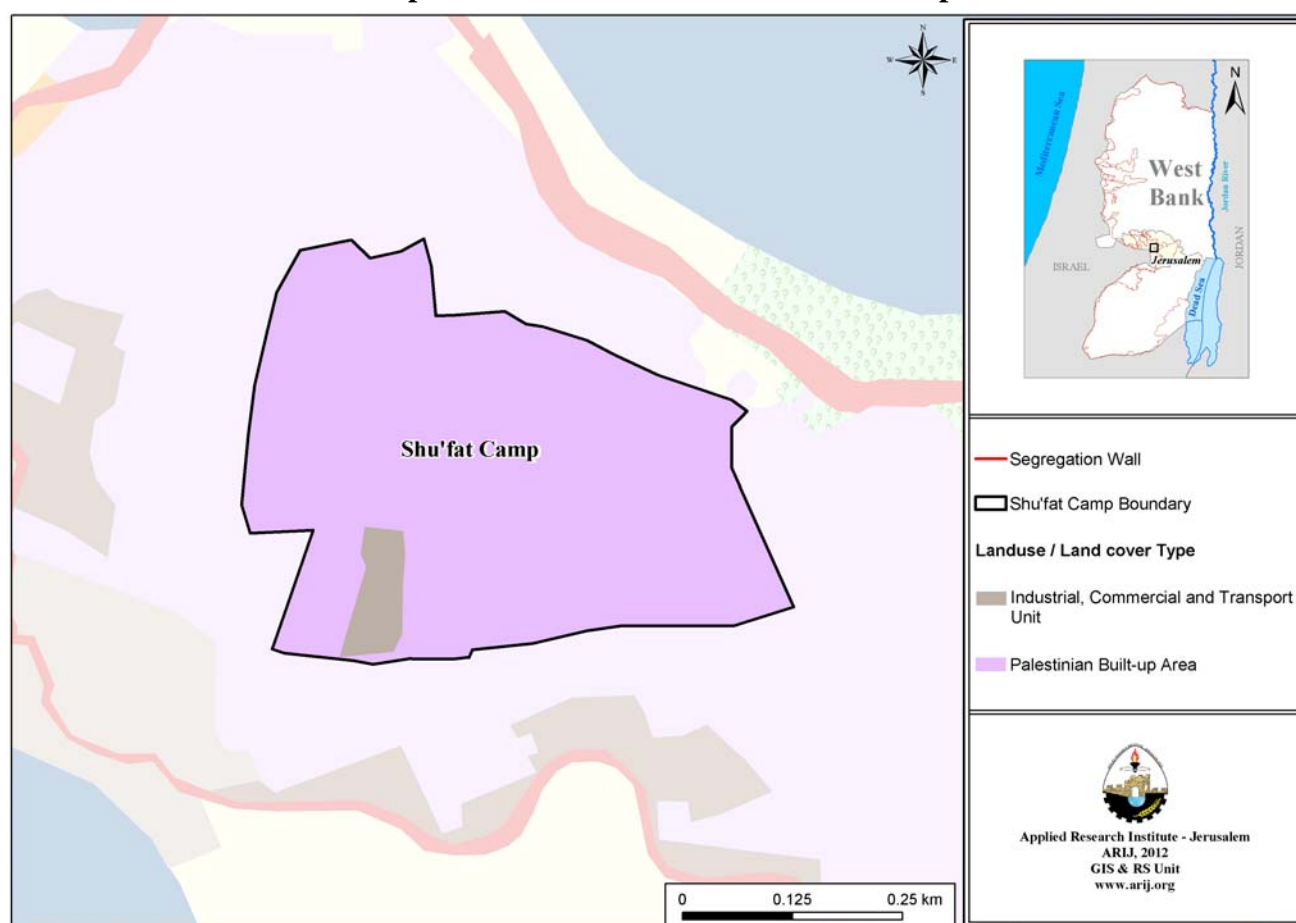 N
W
E
S
Shu'fat Camp
0
0.125
0.25 km
N
Mediterranean Sea
West
Bank
Jordan River
JORDAN
ISRAEL
Jerusalem
Dead Sea
Segregation Wall
Shu'fat Camp Boundary
Landuse / Land cover Type
Industrial, Commercial and Transport
Unit
Palestinian Built-up Area
Applied Research Institute - Jerusalem
ARIJ, 2012
GIS & RS Unit
www.arij.org